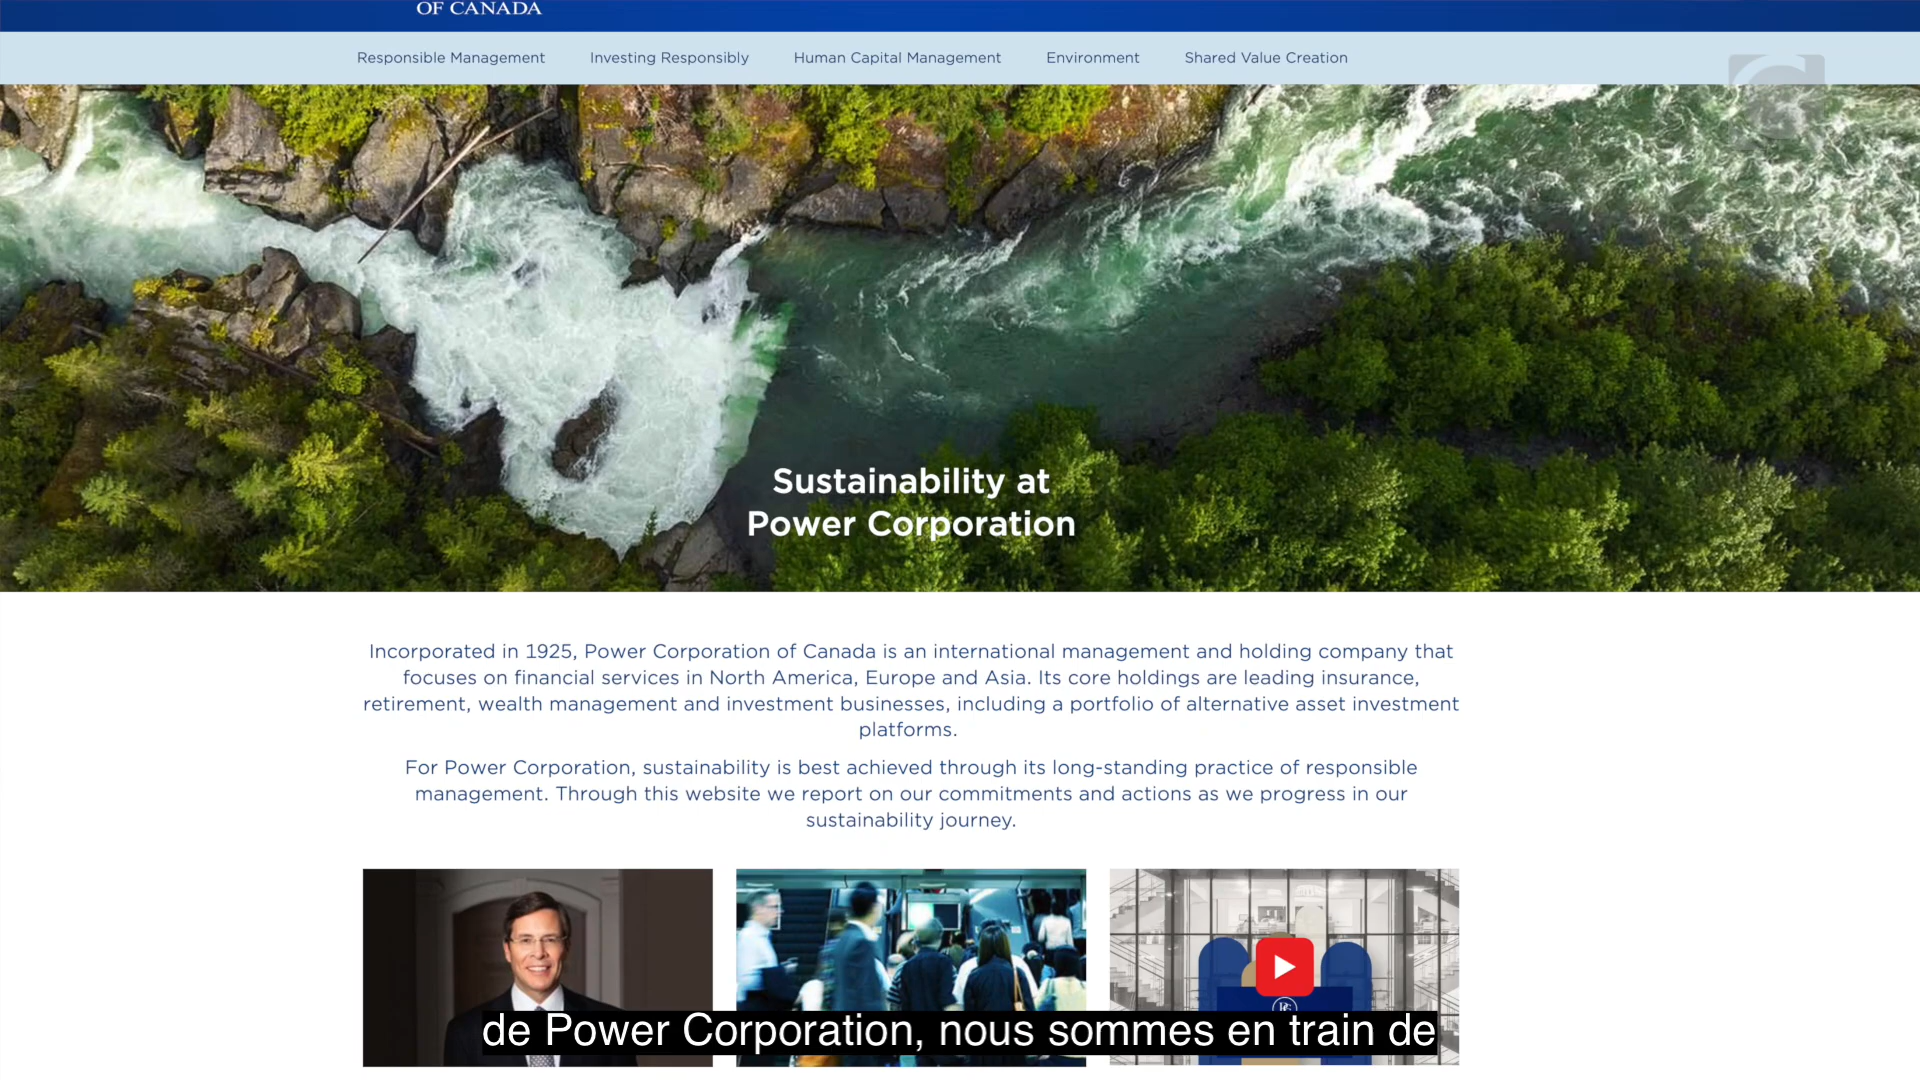 OF CANADA
Responsible Management Investing Responsibly Human Capital Management Environment Shared Value Creation
Sustainability at
Power Corporation
Incorporated in 1925, Power Corporation of Canada is an international management and holding company that
focuses on financial services in North America, Europe and Asia. Its core holdings are leading insurance,
retirement, wealth management and investment businesses, including a portfolio of alternative asset investment
platforms.
For Power Corporation, sustainability is best achieved through its long-standing practice of responsible
management. Through this website we report on our commitments and actions as we progress in our
sustainability journey.
de Power Corporation, nous sommes en train de